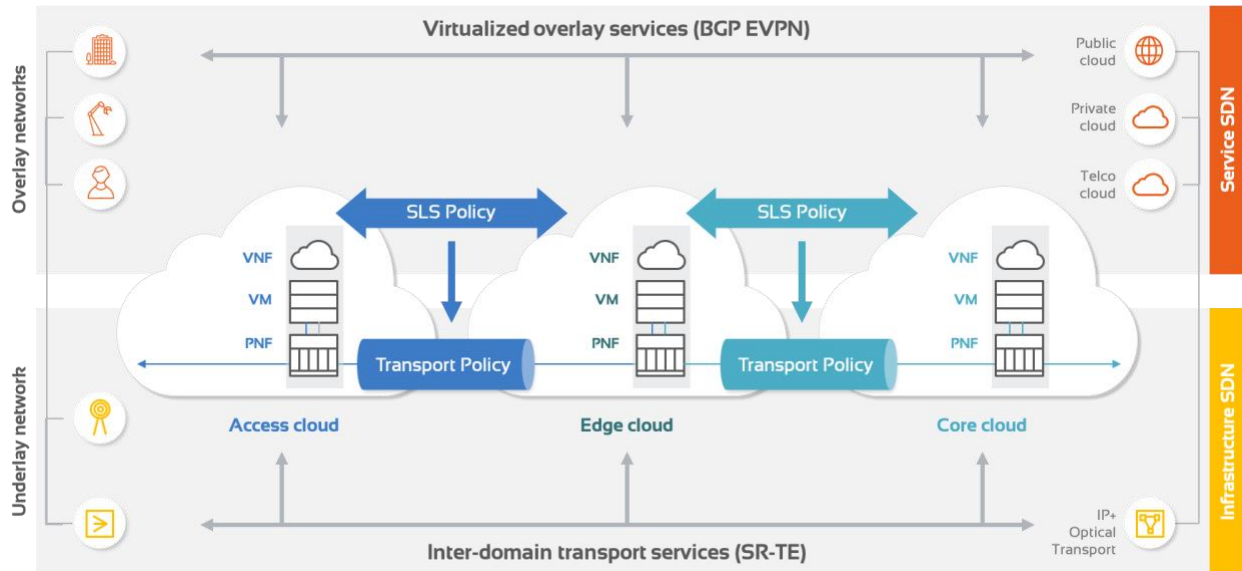 Virtualized overlay services (BGP EVPN)
Overlay networks
Public
cloud
Private
cloud
Telco
cloud
Service SDN
SLS Policy
SLS Policy
VNF
VM
PNF
VNF
VM
PNF
VNF
VM
PNF
Transport Policy
Transport Policy
Access cloud
Edge cloud
Core cloud
Underlay network
Infrastructure SDN
IP+
Optical
Transport
Inter-domain transport services (SR-TE)